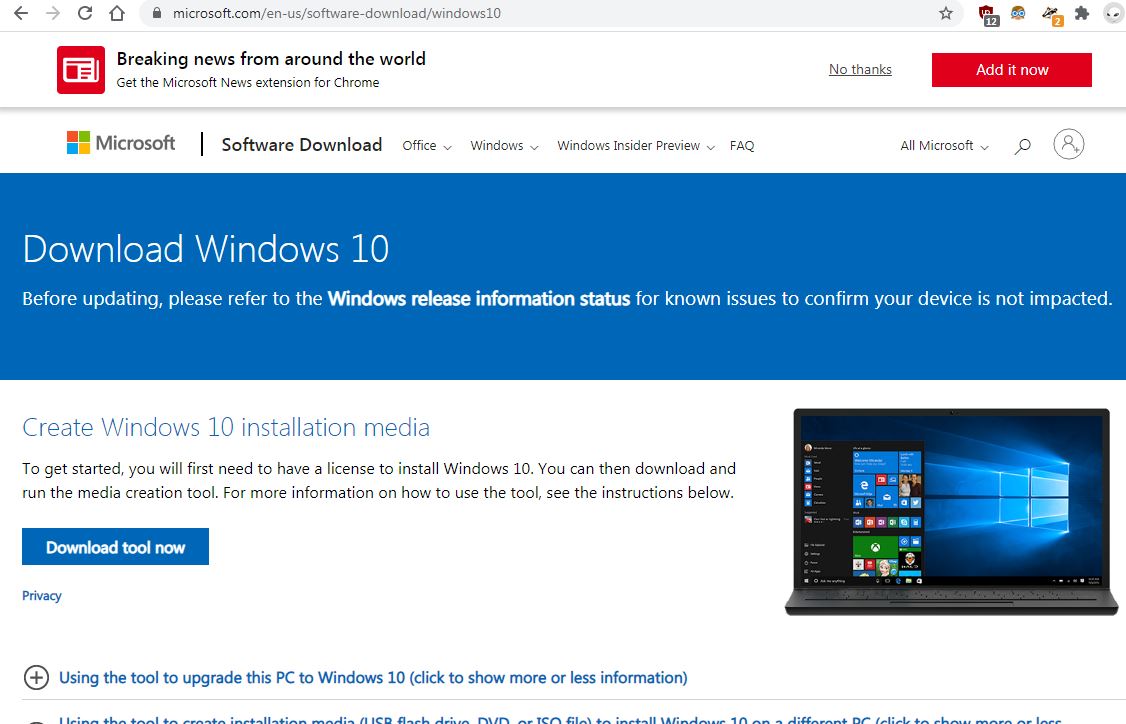 microsoft.com/en-us/software-download/windows10
12
2
Breaking news from around the world
Get the Microsoft News extension for Chrome
No thanks
Add it now
Microsoft
Software Download
Office
Windows
Windows Insider Preview
FAQ
All Microsoft
Download Windows 10
Before updating, please refer to the Windows release information status for known issues to confirm your device is not impacted.
Create Windows 10 installation media
To get started, you will first need to have a license to install Windows 10. You can then download and
run the media creation tool. For more information on how to use the tool, see the instructions below.
Download tool now
Privacy
Using the tool to upgrade this PC to Windows 10 (click to show more or less information)
Using the tool to create installation media (USB flash drive, DVD, or ISO file) to install Windows 10 on a different PC (click to show more or less